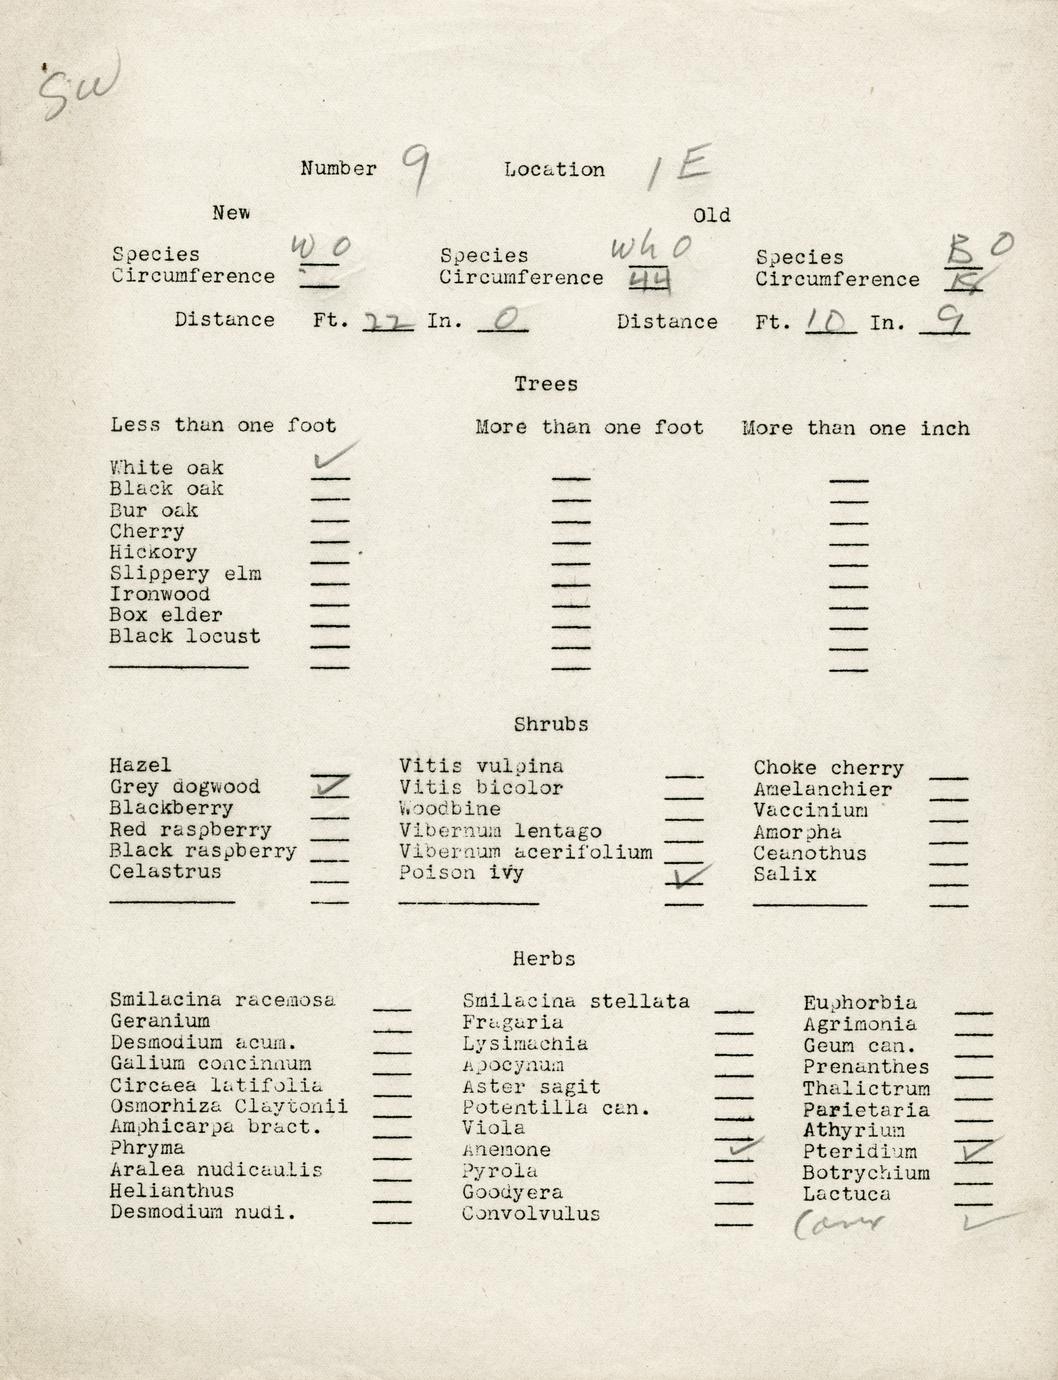 SW
Number 9 Location 1 E
New Old
Species W O Species Wh O Species B O
Circumference Circumference 44 Circumference
Distance Ft. 22 In. 0 Distance Ft. 10 In. 9
Trees
Less than one foot More than one foot More than one inch
White oak ✓
Black oak
Bur oak
Cherry
Hickory
Slippery elm
Ironwood
Box elder
Black locust
Shrubs
Hazel Vitis vulpina Choke cherry
Grey dogwood ✓ Vitis bicolor Amelanchier
Blackberry Woodbine Vaccinium
Red raspberry Vibernum lentago Amorpha
Black raspberry Vibernum acerifolium Ceanothus
Celastrus Poison ivy ✓ Salix
Herbs
Smilacina racemosa Smilacina stellata Euphorbia
Geranium Fragaria Agrimonia
Desmodium acum. Lysimachia Geum can.
Galium concinnum Apocynum Prenanthes
Circaea latifolia Aster sagit Thalictrum
Osmorhiza Claytonii Potentilla can. Parietaria
Amphicarpa bract. Viola Athyrium
Phryma Anemone ✓ Pteridium ✓
Aralea nudicaulis Pyrola Botrychium
Helianthus Goodyera Lactuca
Desmodium nudi. Convolvulus Carex ✓